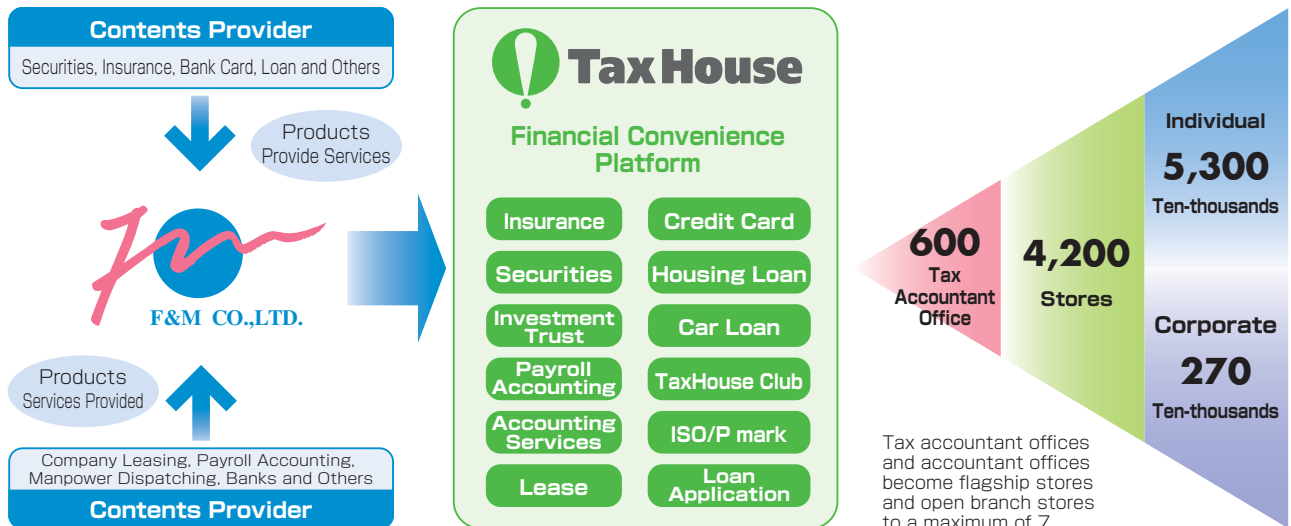 Contents Provider
Securities, Insurance, Bank Card, Loan and Others
Products
Provide Services
F&M CO.,LTD.
Products
Services Provided
Company Leasing, Payroll Accounting,
Manpower Dispatching, Banks and Others
Contents Provider
TaxHouse
Financial Convenience
Platform
Insurance
Credit Card
Securities
Housing Loan
Investment
Trust
Car Loan
Payroll
Accounting
TaxHouse Club
Accounting
Services
ISO/P mark
Lease
Loan
Application
600
Tax
Accountant
Office
4,200
Stores
Individual
5,300
Ten-thousands
Corporate
270
Ten-thousands
Tax accountant offices
and accountant offices
become flagship stores
and open branch stores
to a maximum of 7